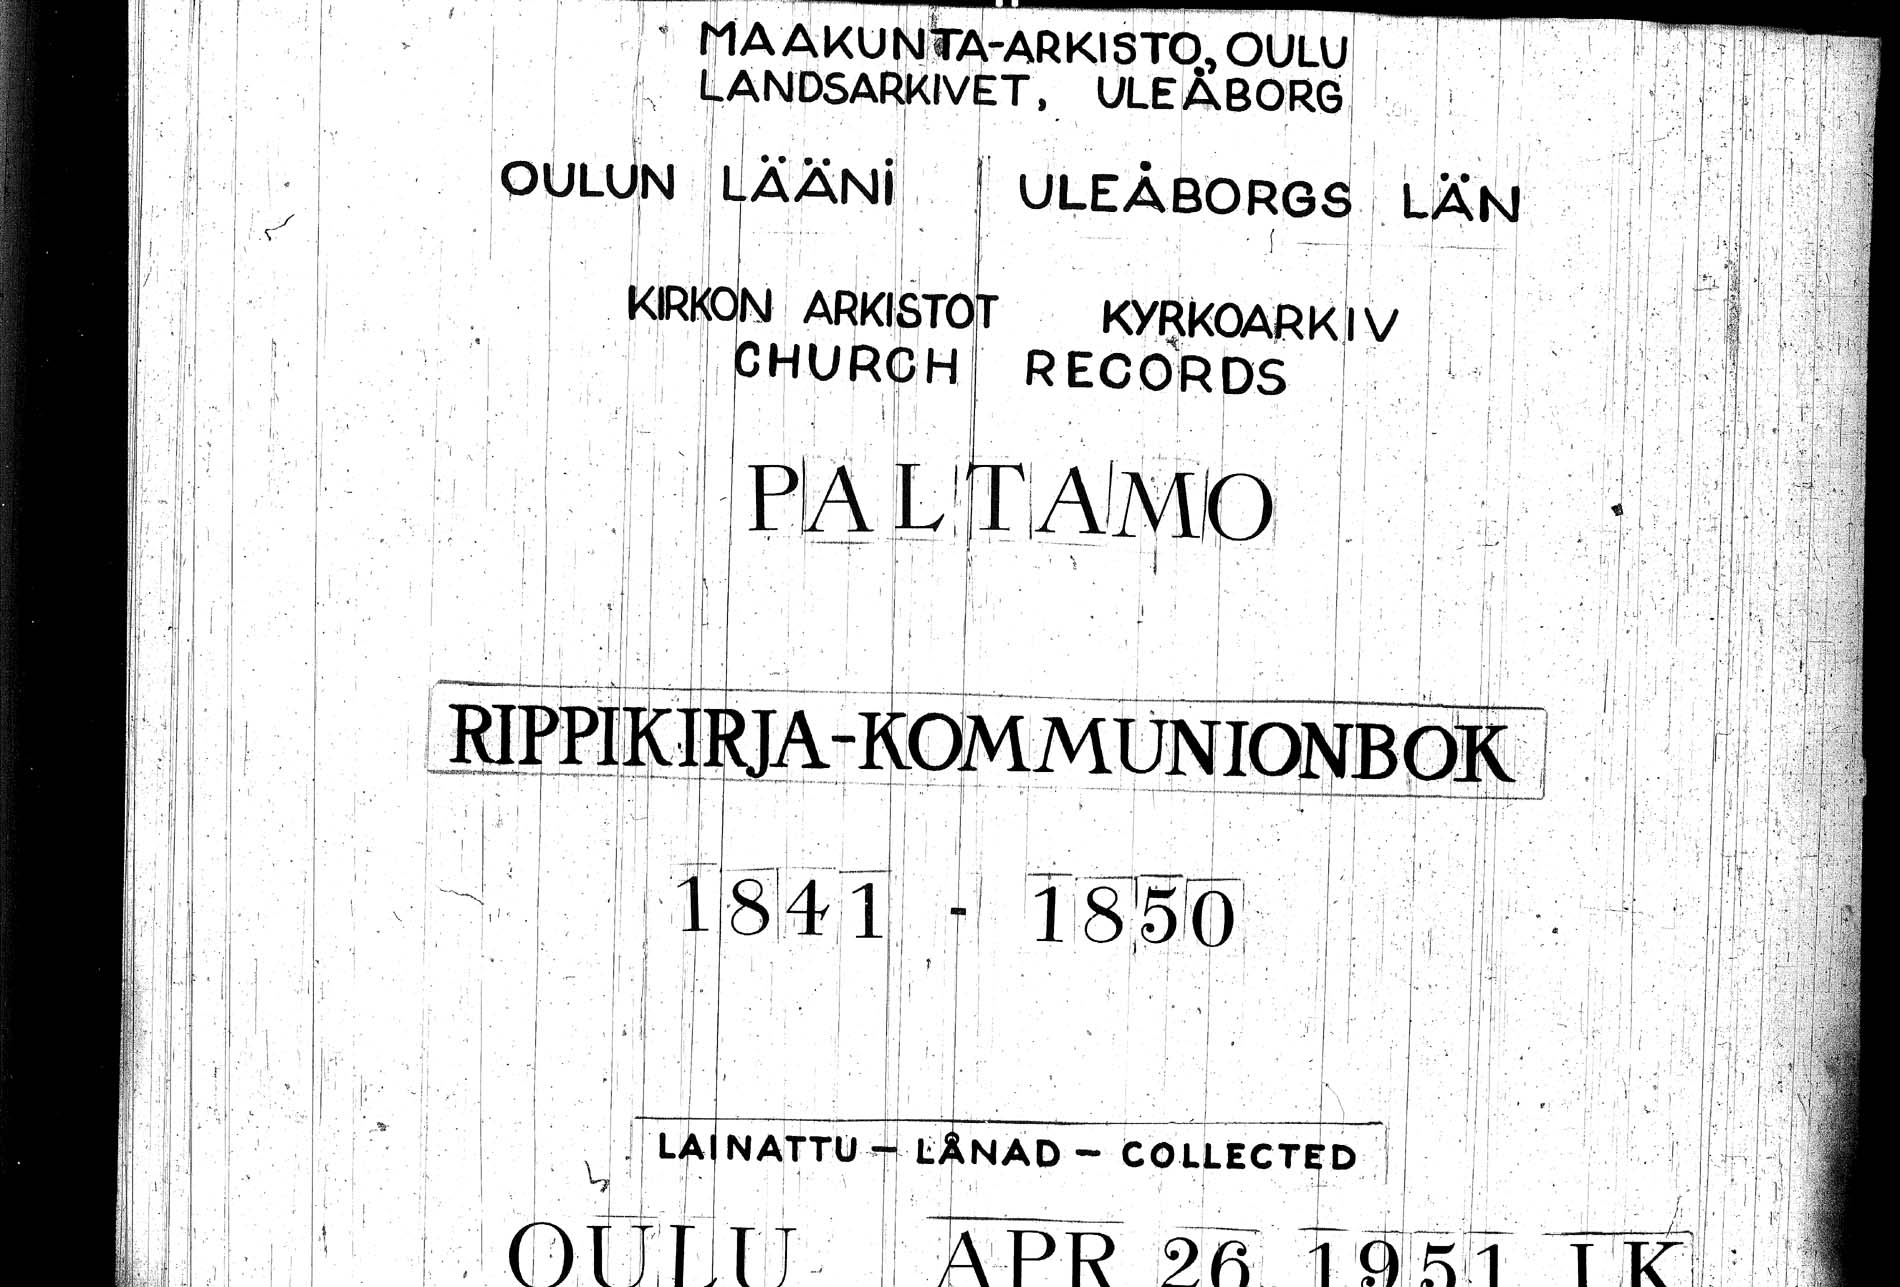 MAAKUNTA-ARKISTO, OULU
LANDSARKIVET, ULEÅBORG
OULUN LÄÄNI ULEÅBORGS LÄN
KIRKON ARKISTOT KYRKOARKIV
CHURCH RECORDS
PALTAMO
RIPPIKIRJA-KOMMUNIONBOK
1841 - 1850
LAINATTU - LÅNAD - COLLECTED
OULU APR 26 1951 IK